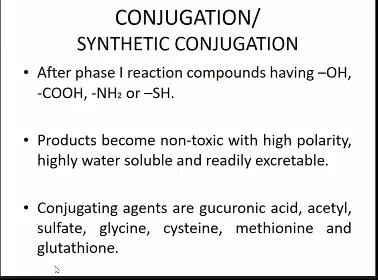 CONJUGATION/
SYNTHETIC CONJUGATION
• After phase I reaction compounds having –OH,
-COOH, -NH₂ or –SH.
• Products become non-toxic with high polarity,
highly water soluble and readily excretable.
• Conjugating agents are gucuronic acid, acetyl,
sulfate, glycine, cysteine, methionine and
glutathione.